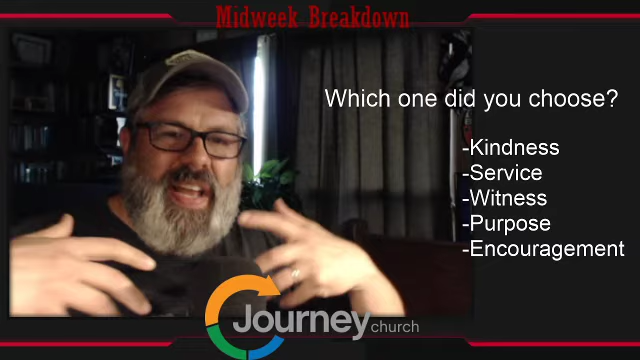 Midweek Breakdown
Which one did you choose?
-Kindness
-Service
-Witness
-Purpose
-Encouragement
Journey church